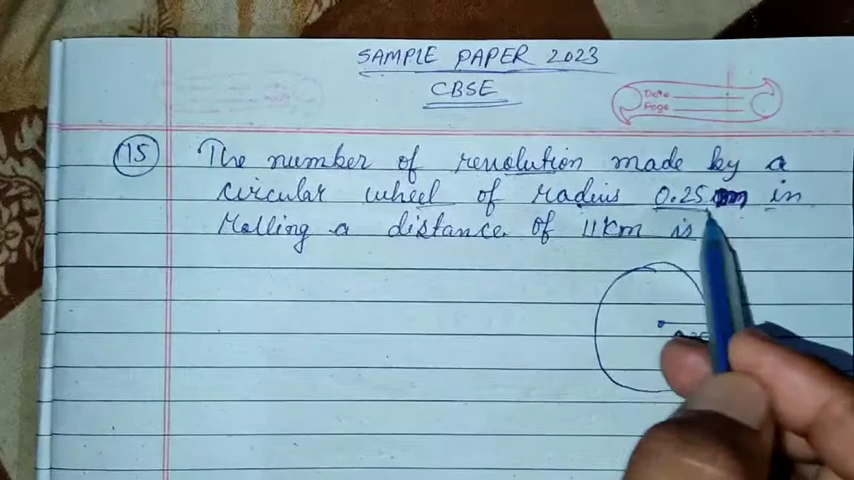 SAMPLE PAPER 2023
CBSE
Date
Page
15 The number of revolution made by a
circular wheel of radius 0.25m in
Rolling a distance of 11km is